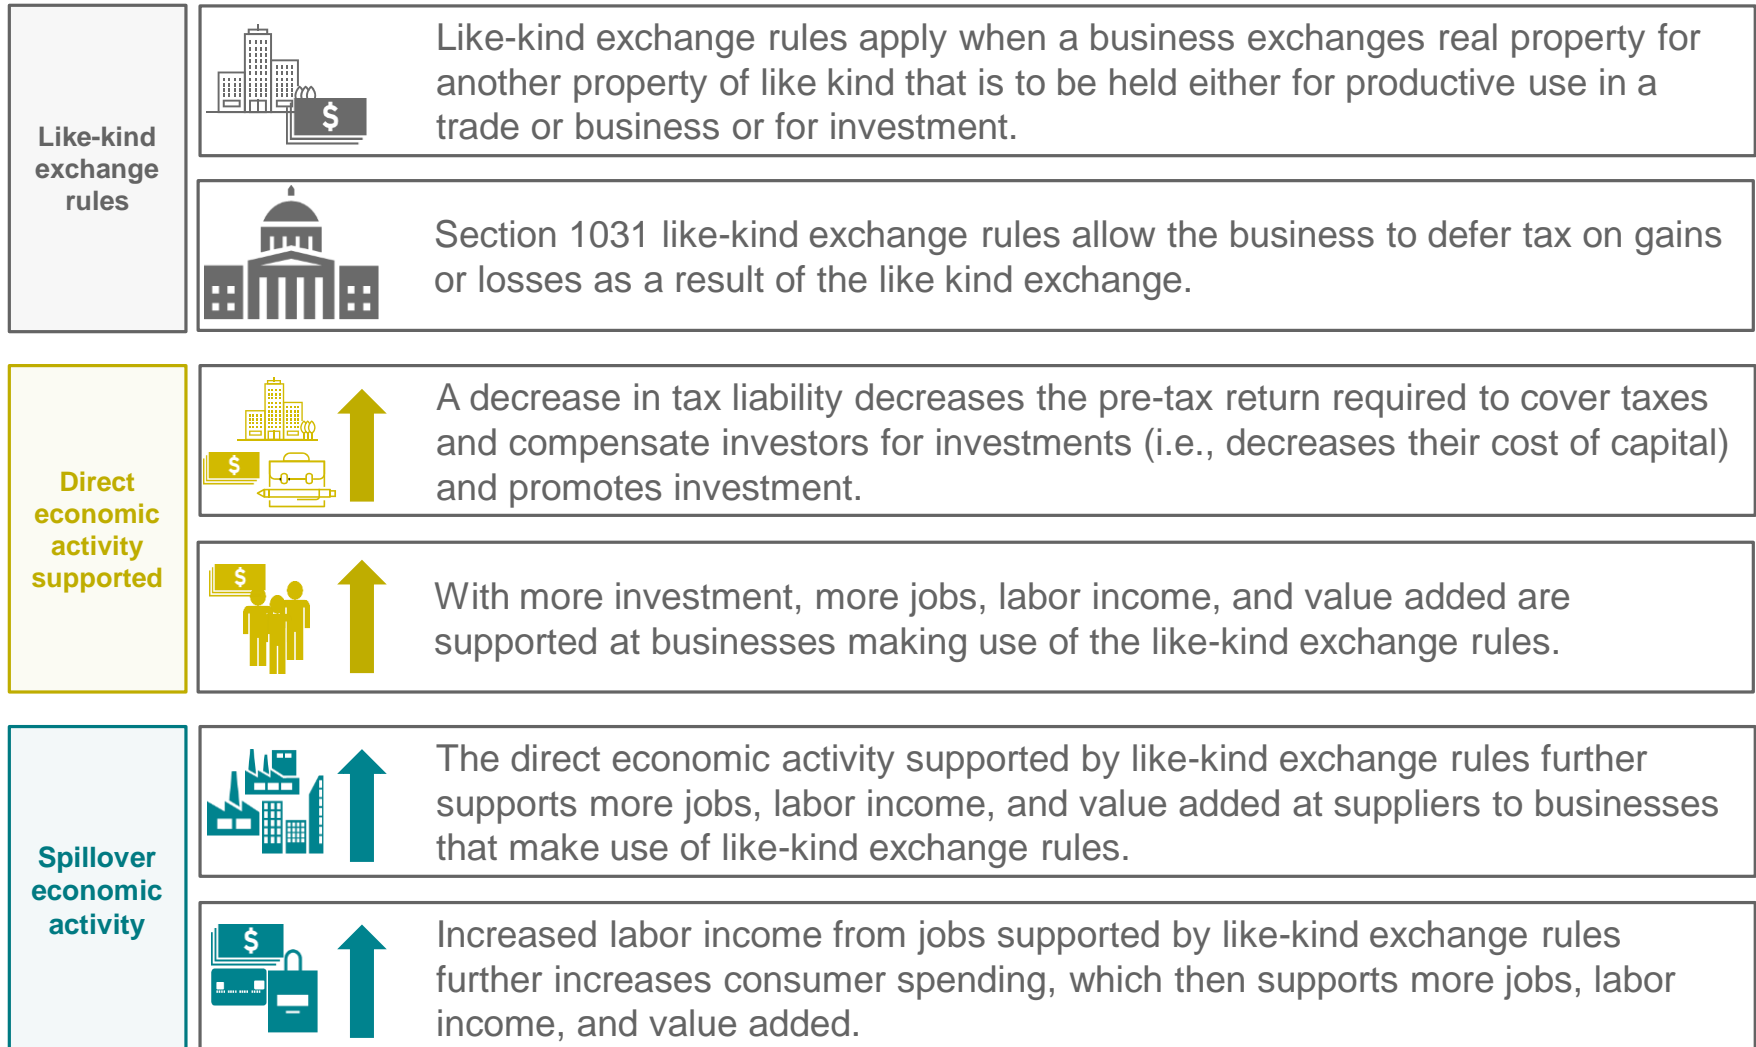 Like-kind
exchange
rules
Like-kind exchange rules apply when a business exchanges real property for
another property of like kind that is to be held either for productive use in a
trade or business or for investment.
Section 1031 like-kind exchange rules allow the business to defer tax on gains
or losses as a result of the like kind exchange.
Direct
economic
activity
supported
A decrease in tax liability decreases the pre-tax return required to cover taxes
and compensate investors for investments (i.e., decreases their cost of capital)
and promotes investment.
With more investment, more jobs, labor income, and value added are
supported at businesses making use of the like-kind exchange rules.
Spillover
economic
activity
The direct economic activity supported by like-kind exchange rules further
supports more jobs, labor income, and value added at suppliers to businesses
that make use of like-kind exchange rules.
Increased labor income from jobs supported by like-kind exchange rules
further increases consumer spending, which then supports more jobs, labor
income, and value added.